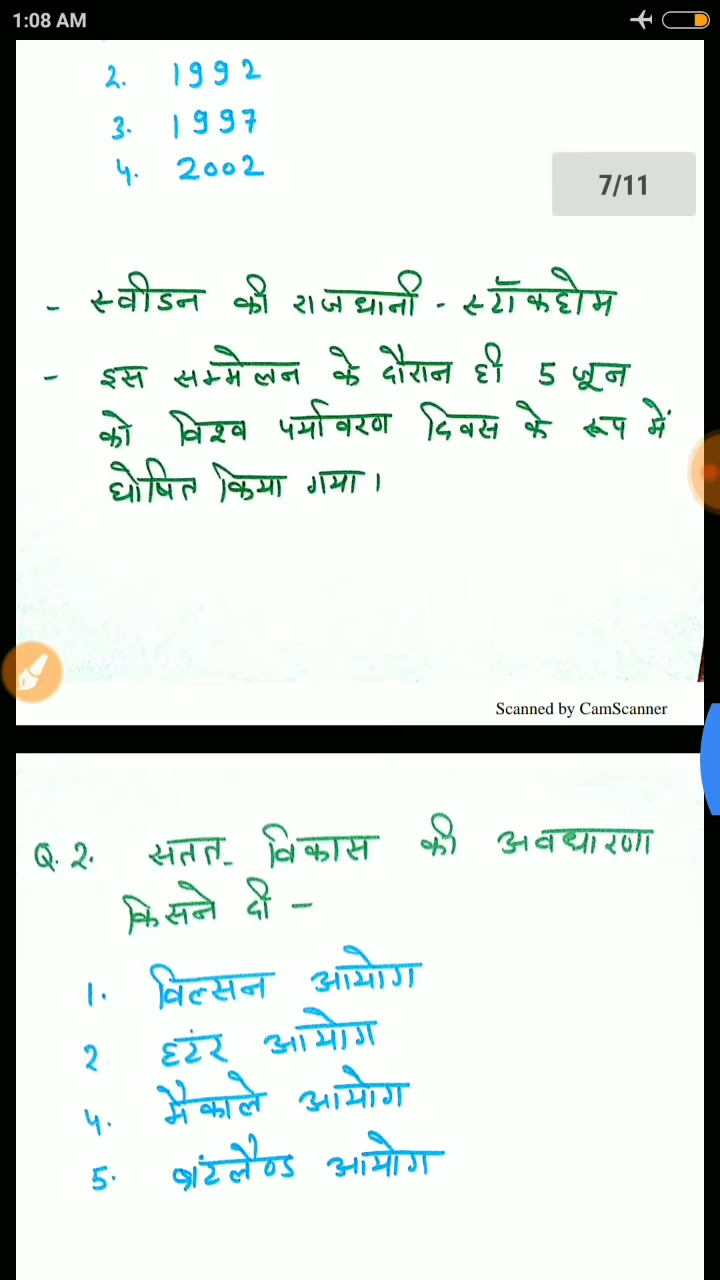 1:08 AM
2. 1992
3. 1997
4. 2002
7/11
- स्वीडन की राजधानी - स्टॉकहोम
- इस सम्मेलन के दौरान ही 5 जून
को विश्व पर्यावरण दिवस के रूप में
घोषित किया गया।
Scanned by CamScanner
Q. 2. सतत- विकास की अवधारणा
किसने दी -
1. विल्सन आयोग
2 हटंर आयोग
4. मैकाले आयोग
5. ब्रंटलैण्ड आयोग